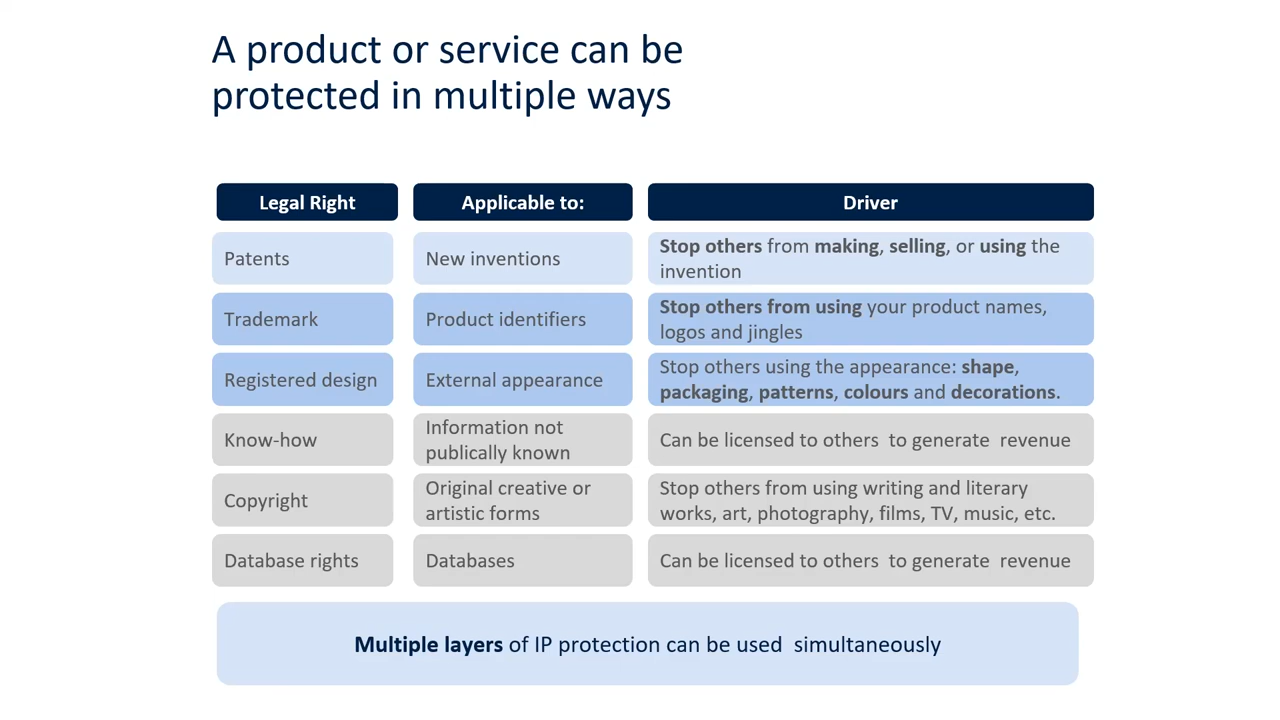 A product or service can be
protected in multiple ways
Legal Right
Applicable to:
Driver
Patents
New inventions
Stop others from making, selling, or using the
invention
Trademark
Product identifiers
Stop others from using your product names,
logos and jingles
Registered design
External appearance
Stop others using the appearance: shape,
packaging, patterns, colours and decorations.
Know-how
Information not
publically known
Can be licensed to others  to generate  revenue
Copyright
Original creative or
artistic forms
Stop others from using writing and literary
works, art, photography, films, TV, music, etc.
Database rights
Databases
Can be licensed to others  to generate  revenue
Multiple layers of IP protection can be used  simultaneously